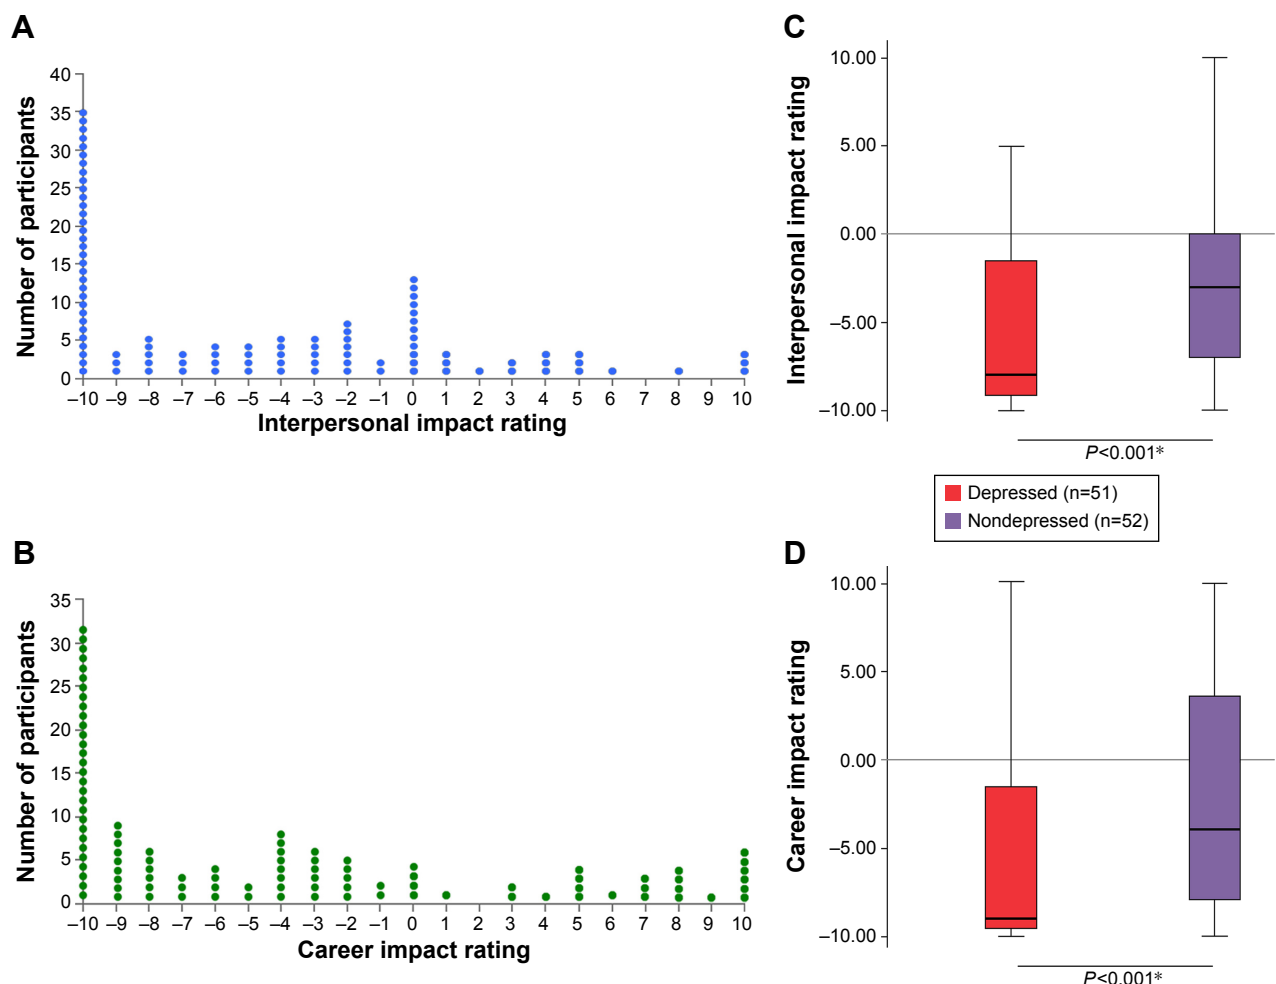 A
40
35
30
25
20
15
10
5
0
Number of participants
–10 –9 –8 –7 –6 –5 –4 –3 –2 –1 0 1 2 3 4 5 6 7 8 9 10
Interpersonal impact rating
B
35
30
25
20
15
10
5
0
Number of participants
–10 –9 –8 –7 –6 –5 –4 –3 –2 –1 0 1 2 3 4 5 6 7 8 9 10
Career impact rating
C
10.00
5.00
0.00
–5.00
–10.00
Interpersonal impact rating
P<0.001*
Depressed (n=51)
Nondepressed (n=52)
D
10.00
5.00
0.00
–5.00
–10.00
Career impact rating
P<0.001*